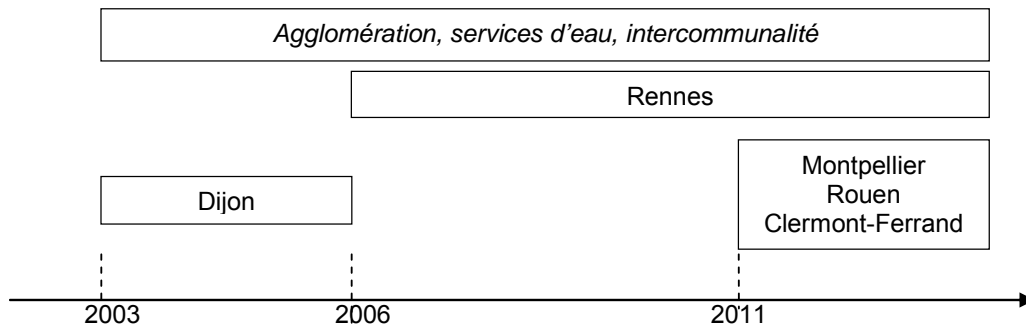 Agglomération, services d'eau, intercommunalité
Rennes
Montpellier
Rouen
Clermont-Ferrand
Dijon
2003
2006
2011